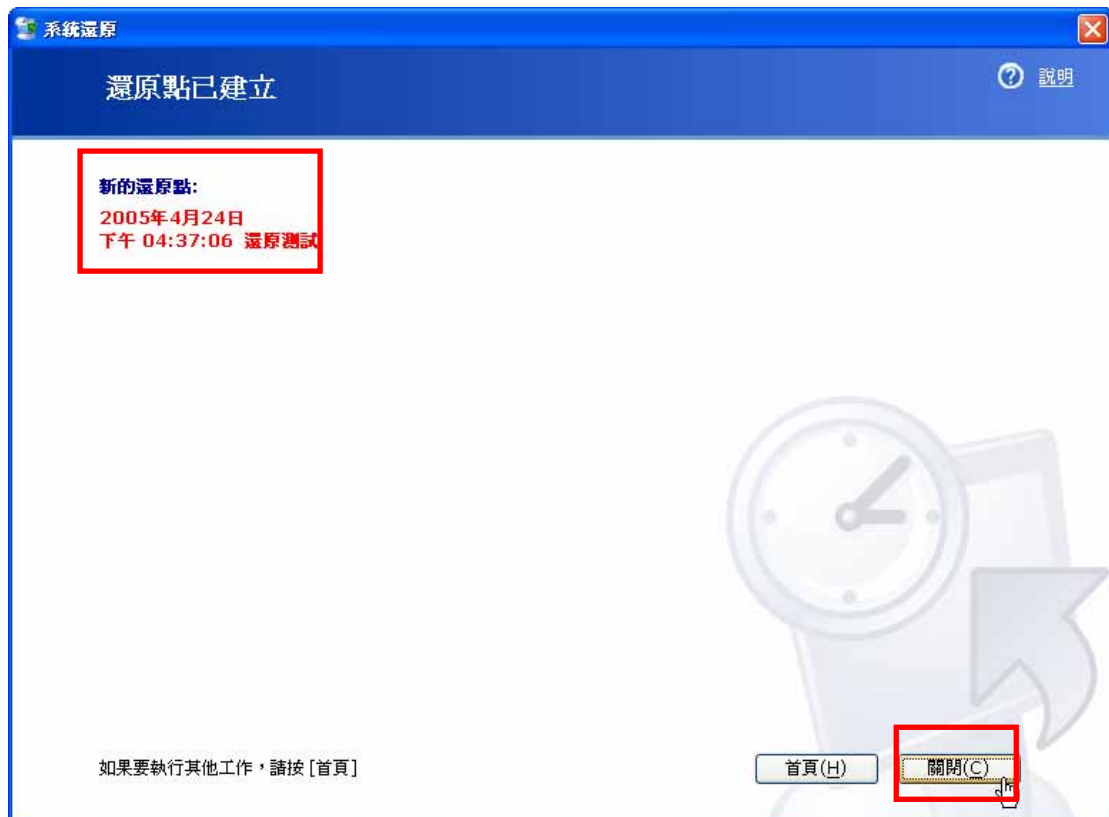 系統還原
還原點已建立
說明
新的還原點:
2005年4月24日
下午 04:37:06 還原測試
如果要執行其他工作，請按 [首頁]
首頁(H)
關閉(C)